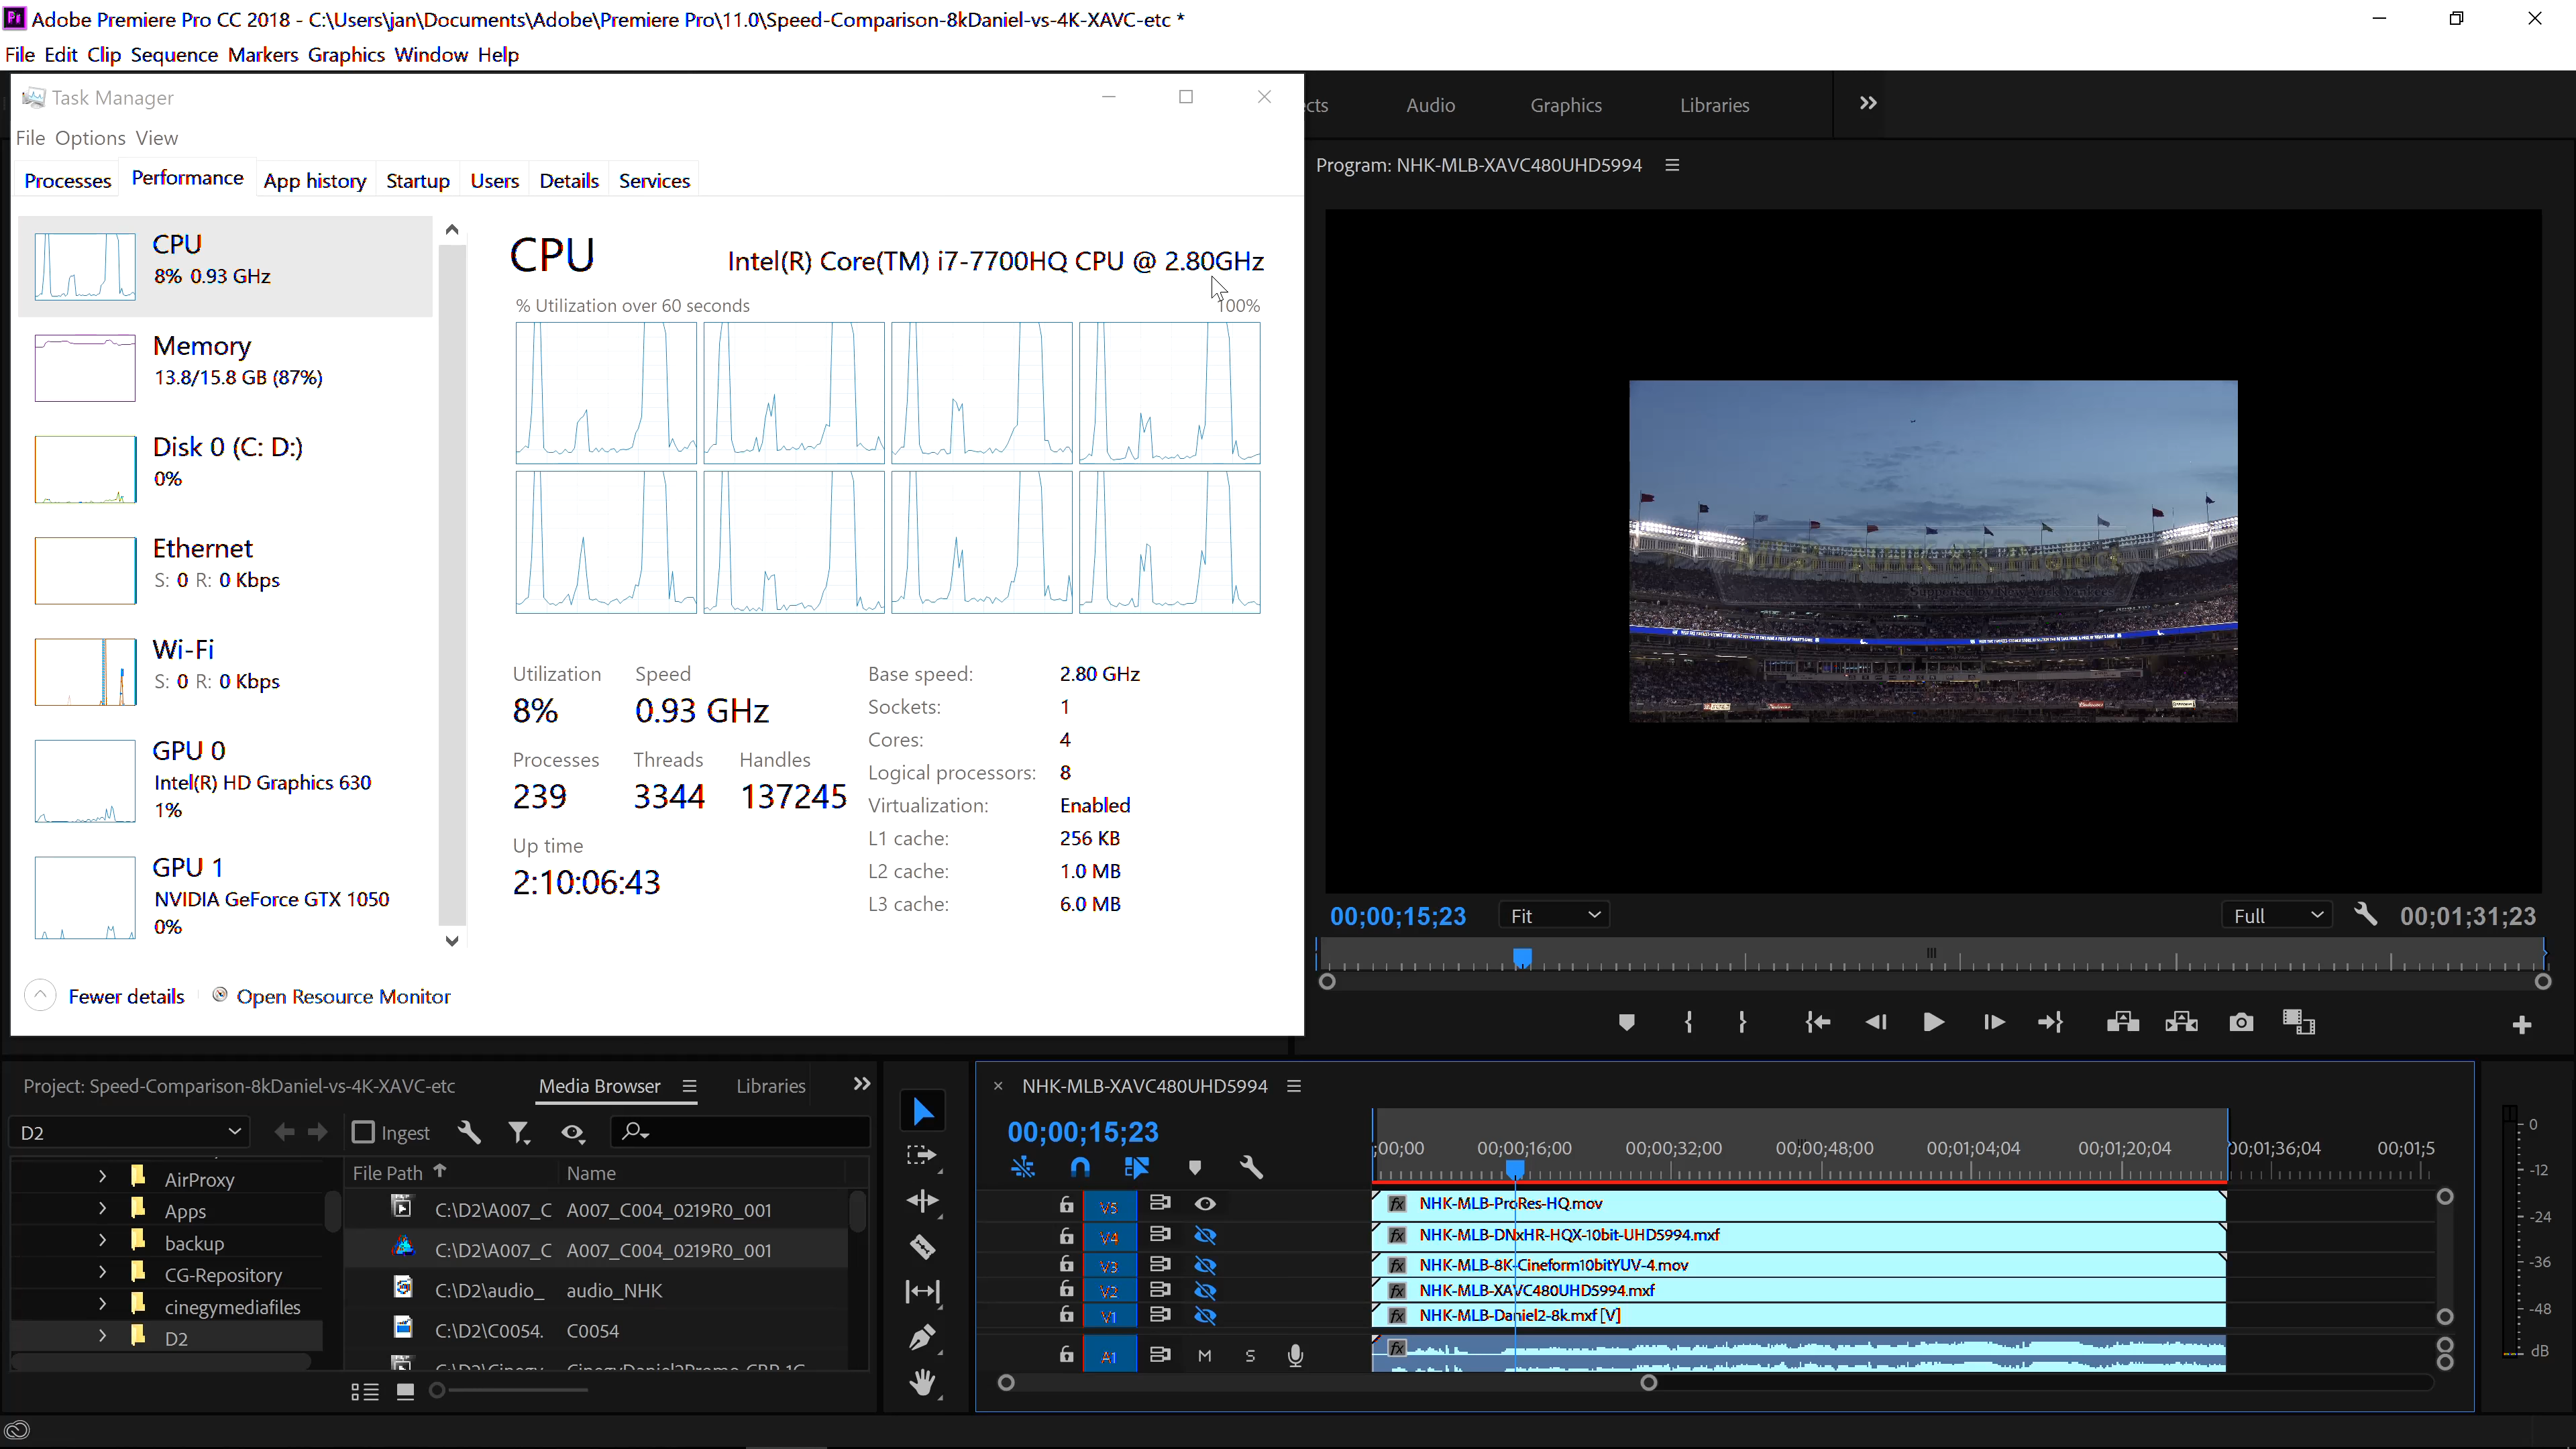 Adobe Premiere Pro CC 2018 - C:\Users\jan\Documents\Adobe\Premiere Pro\11.0\Speed-Comparison-8kDaniel-vs-4K-XAVC-etc *
File Edit Clip Sequence Markers Graphics Window Help
Task Manager
File Options View
Processes Performance App history Startup Users Details Services
CPU
8% 0.93 GHz
Memory
13.8/15.8 GB (87%)
Disk 0 (C: D:)
0%
Ethernet
S: 0 R: 0 Kbps
Wi-Fi
S: 0 R: 0 Kbps
GPU 0
Intel(R) HD Graphics 630
1%
GPU 1
NVIDIA GeForce GTX 1050
0%
CPU Intel(R) Core(TM) i7-7700HQ CPU @ 2.80GHz
% Utilization over 60 seconds 100%
Utilization Speed
8% 0.93 GHz
Processes Threads Handles
239 3344 137245
Up time
2:10:06:43
Base speed: 2.80 GHz
Sockets: 1
Cores: 4
Logical processors: 8
Virtualization: Enabled
L1 cache: 256 KB
L2 cache: 1.0 MB
L3 cache: 6.0 MB
Fewer details Open Resource Monitor
cts Audio Graphics Libraries
Program: NHK-MLB-XAVC480UHD5994
MLB - NHK 8K Project
Supported by New York Yankees
00;00;15;23 Fit Full 00;01;31;23
Project: Speed-Comparison-8kDaniel-vs-4K-XAVC-etc Media Browser Libraries
D2 Ingest
AirProxy
Apps
backup
CG-Repository
cinegymediafiles
D2
File Path Name
C:\D2\A007_C A007_C004_0219R0_001
C:\D2\A007_C A007_C004_0219R0_001
C:\D2\audio_ audio_NHK
C:\D2\C0054. C0054
NHK-MLB-XAVC480UHD5994
00;00;15;23
;00;00 00;00;16;00 00;00;32;00 00;00;48;00 00;01;04;04 00;01;20;04 00;01;36;04 00;01;5
V5 NHK-MLB-ProRes-HQ.mov
V4 NHK-MLB-DNxHR-HQX-10bit-UHD5994.mxf
V3 NHK-MLB-8K-Cineform10bitYUV-4.mov
V2 NHK-MLB-XAVC480UHD5994.mxf
V1 NHK-MLB-Daniel2-8k.mxf [V]
A1 M S
0
-12
-24
-36
-48
dB